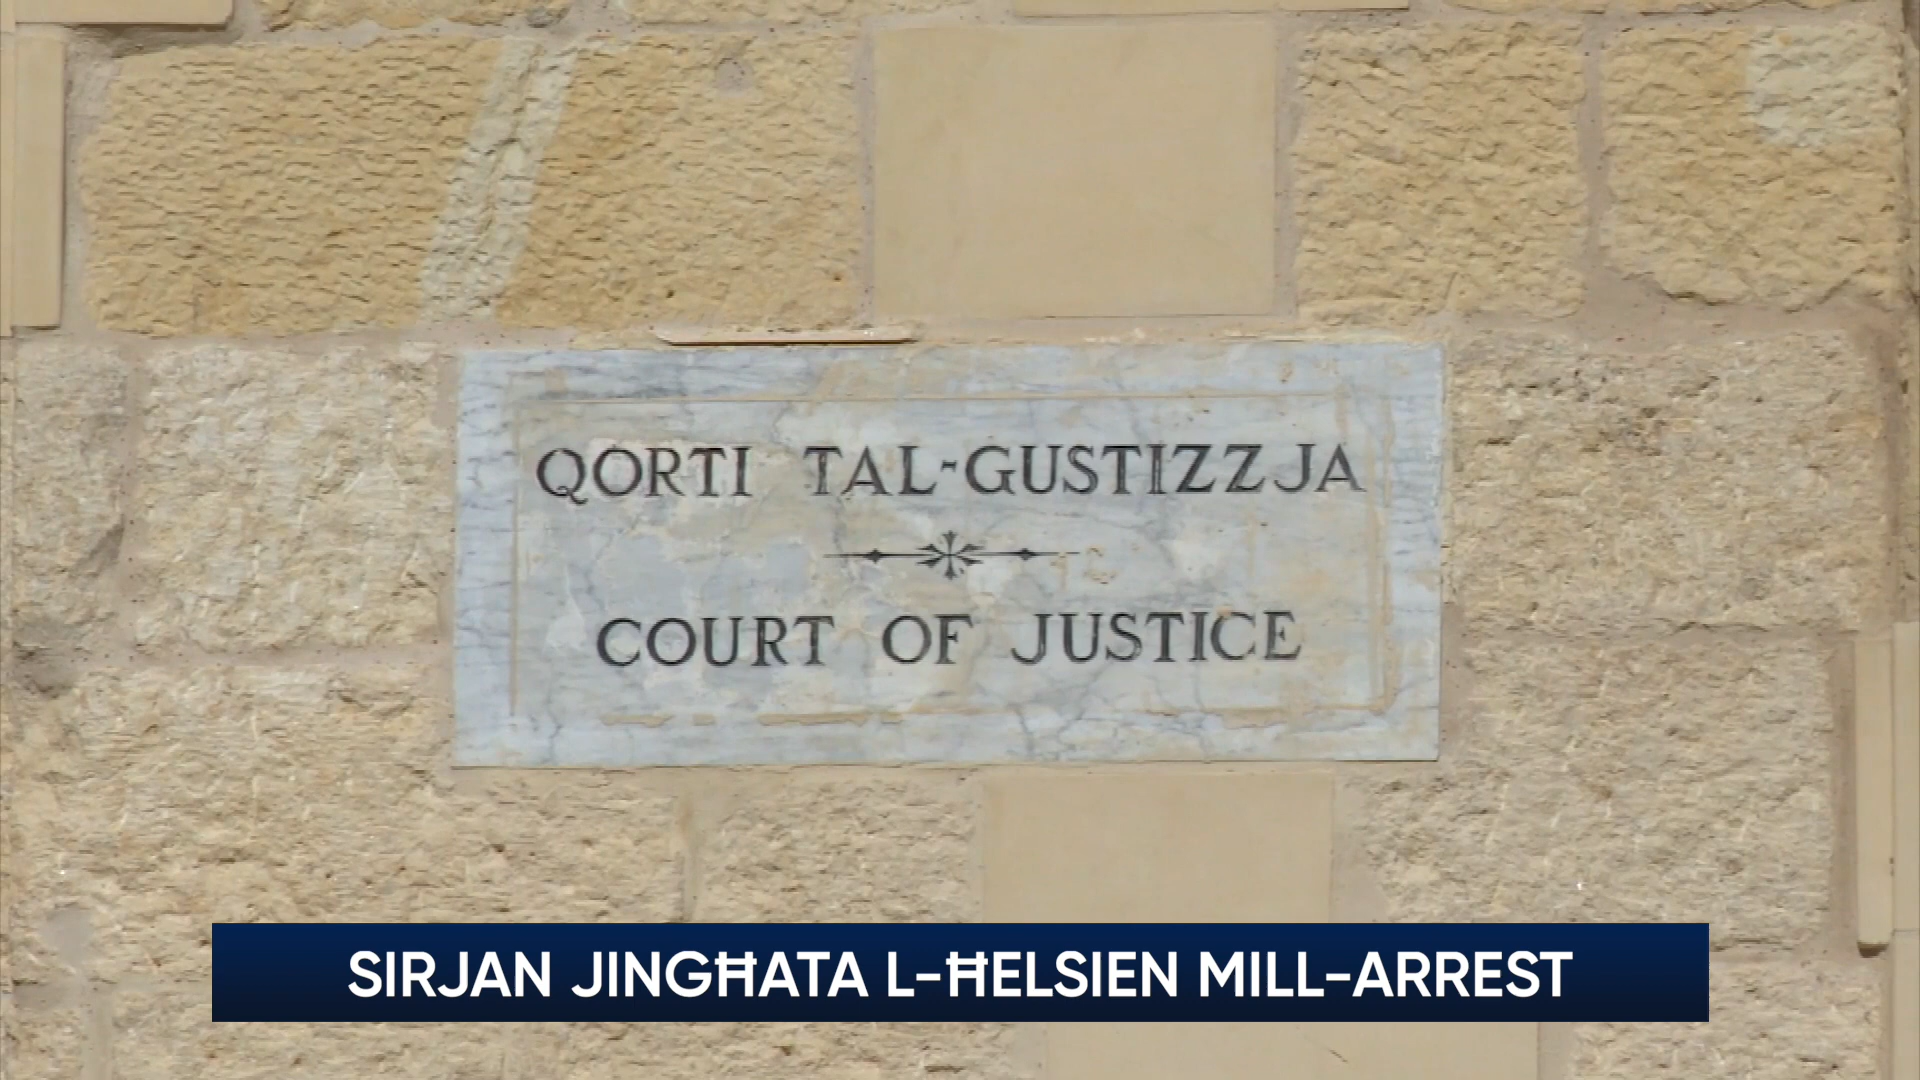 QORTI TAL-GUSTIZZJA
COURT OF JUSTICE
SIRJAN JINGĦATA L-ĦELSIEN MILL-ARREST